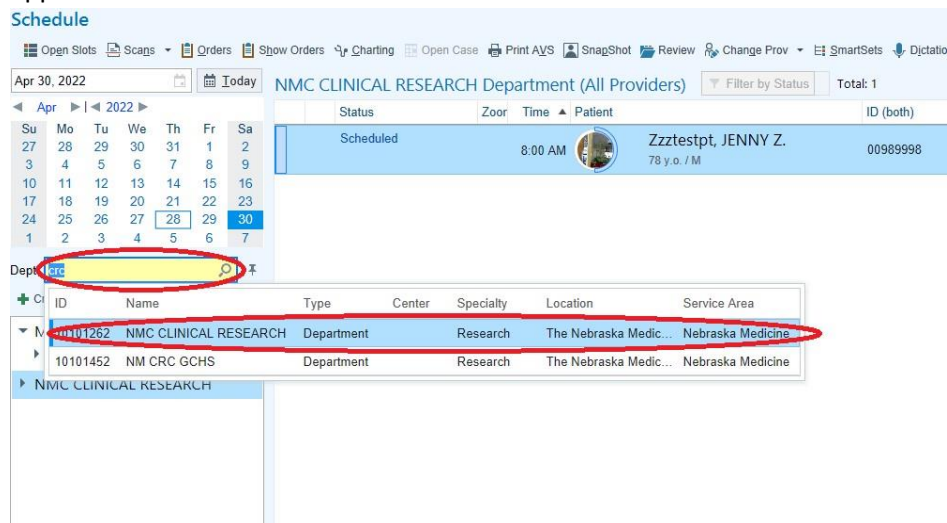 Schedule
Open Slots Scans Orders Show Orders Charting Open Case Print AVS SnapShot Review Change Prov SmartSets Dictatio
Apr 30, 2022 Today
NMC CLINICAL RESEARCH Department (All Providers) Filter by Status Total: 1
Apr 2022
Status Zoor Time Patient ID (both)
Su Mo Tu We Th Fr Sa
27 28 29 30 31 1 2
3 4 5 6 7 8 9
10 11 12 13 14 15 16
17 18 19 20 21 22 23
24 25 26 27 28 29 30
1 2 3 4 5 6 7
Scheduled 8:00 AM Zzztestpt, JENNY Z. 00989998
78 y.o. / M
Dept crc
ID Name Type Center Specialty Location Service Area
10101262 NMC CLINICAL RESEARCH Department Research The Nebraska Medic... Nebraska Medicine
10101452 NM CRC GCHS Department Research The Nebraska Medic... Nebraska Medicine
NMC CLINICAL RESEARCH